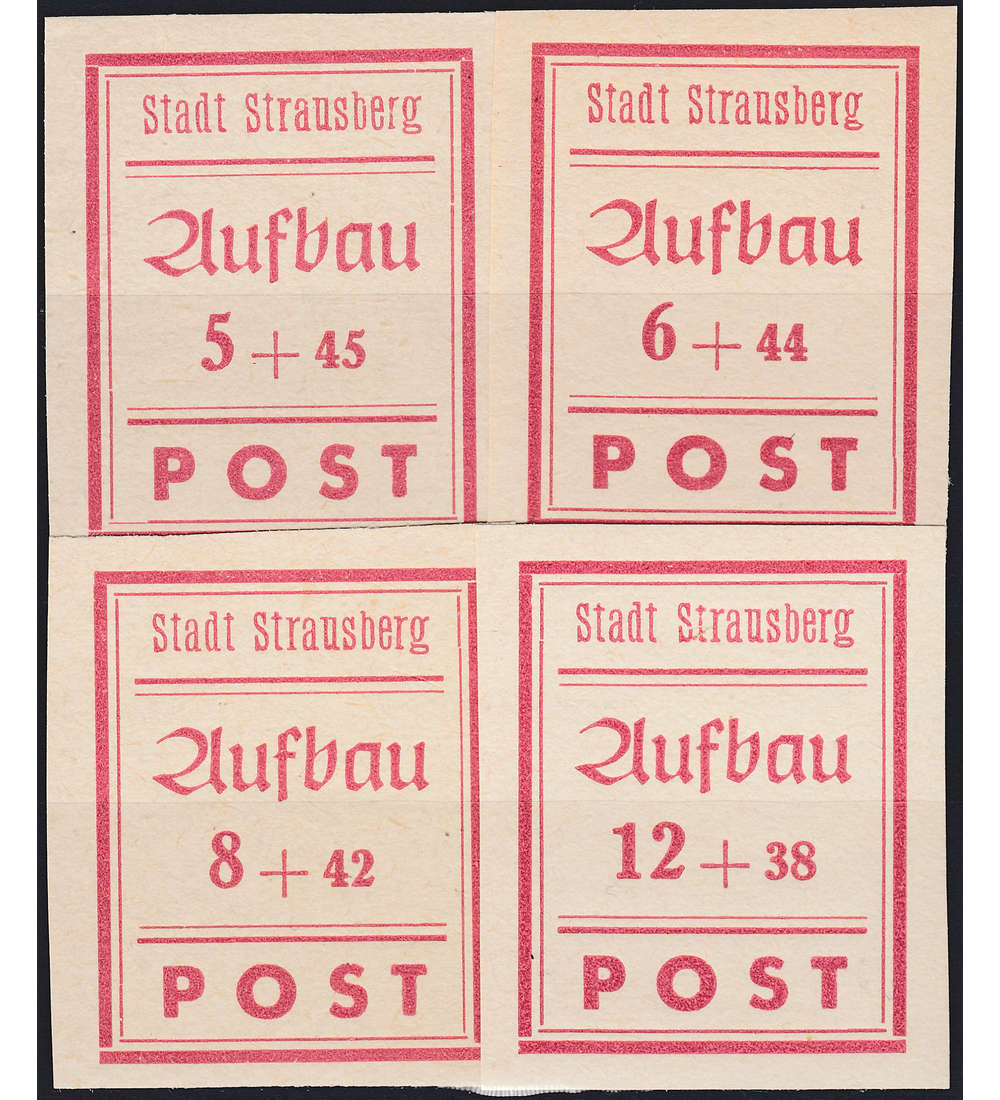 Stadt Strausberg
Aufbau
5 + 45
POST
Stadt Strausberg
Aufbau
6 + 44
POST
Stadt Strausberg
Aufbau
8 + 42
POST
Stadt Strausberg
Aufbau
12 + 38
POST